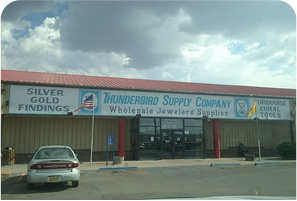 SILVER
GOLD
FINDINGS
THUNDERBIRD SUPPLY COMPANY
Wholesale Jewelers Supplies
TURQUOISE
CORAL
TOOLS